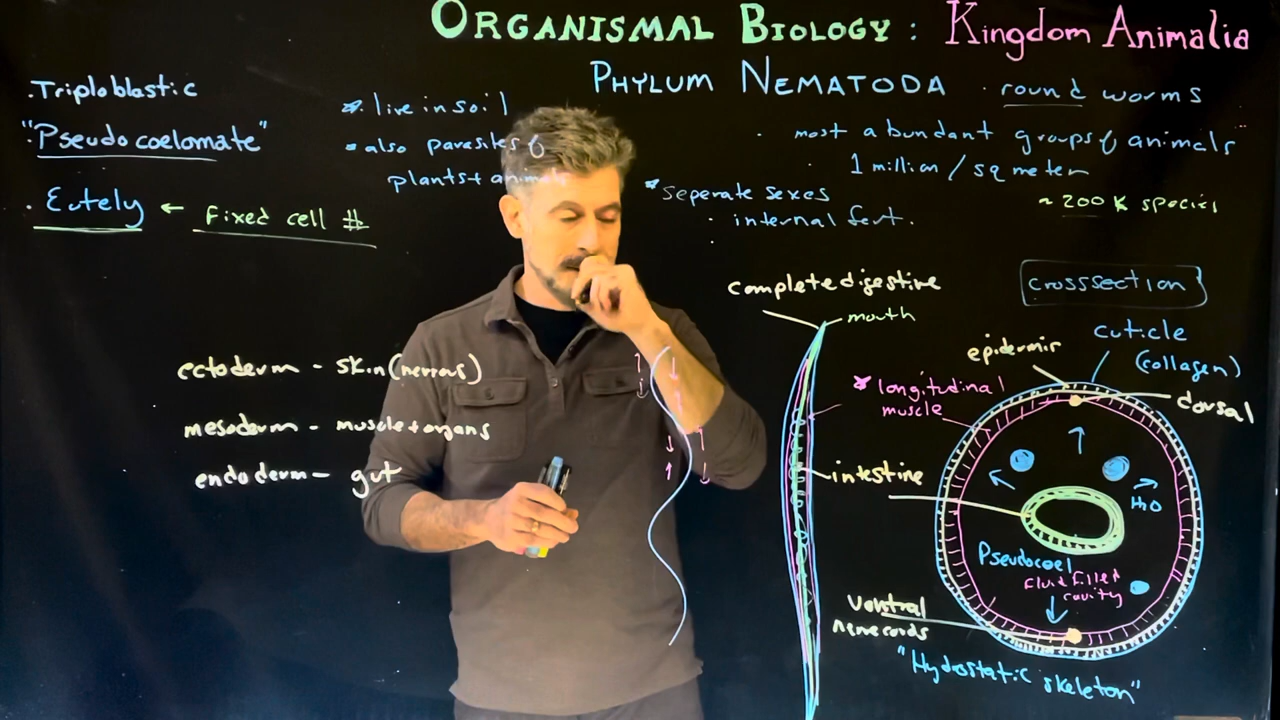 ORGANISMAL BIOLOGY : Kingdom Animalia
PHYLUM NEMATODA · round worms
· most abundant groups of animals
· 1 million / sq meter
~ 200 K species
· Triploblastic
"Pseudocoelomate"
· Eutely ← Fixed cell #
* live in soil
* also parasites of
plants + animals
* seperate sexes
· internal fert.
ectoderm - skin (nervous)
mesoderm - muscle + organs
endoderm - gut
complete digestive
mouth
* longitudinal
muscle
intestine
Ventral
nerve cords
crosssection
cuticle
(collagen)
epidermis
dorsal
H2O
Pseudocoel
fluid filled
cavity
"Hydrostatic skeleton"